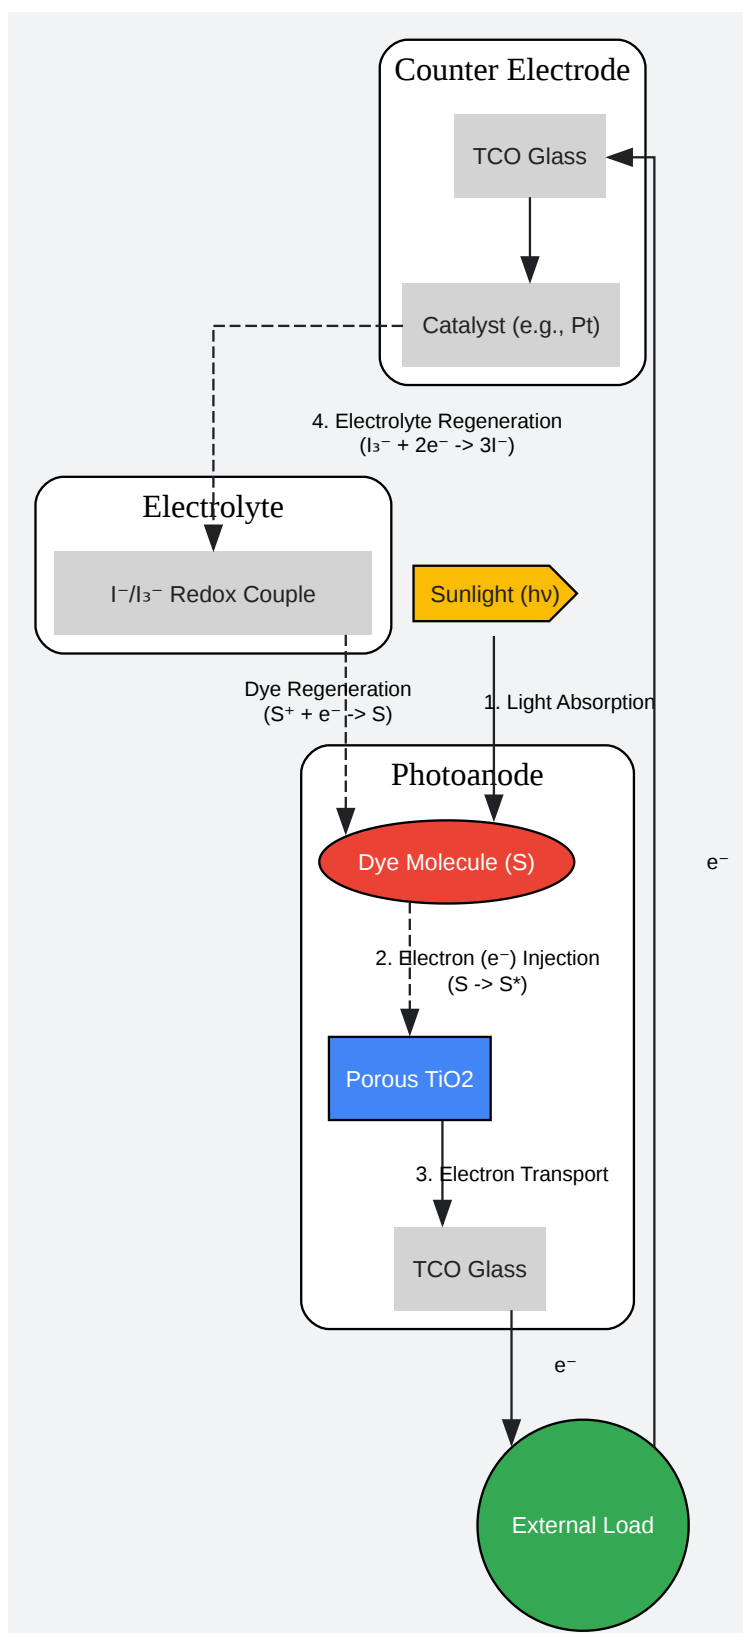 Counter Electrode
TCO Glass
Catalyst (e.g., Pt)
4. Electrolyte Regeneration
(I₃⁻ + 2e⁻ -> 3I⁻)
Electrolyte
I⁻/I₃⁻ Redox Couple
Sunlight (hν)
Dye Regeneration
(S⁺ + e⁻ -> S)
1. Light Absorption
Photoanode
Dye Molecule (S)
e⁻
2. Electron (e⁻) Injection
(S -> S*)
Porous TiO2
3. Electron Transport
TCO Glass
e⁻
External Load